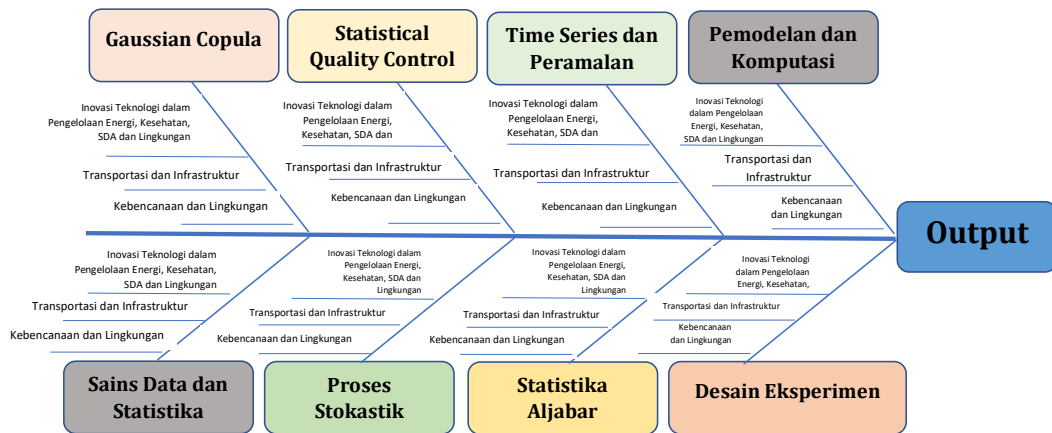 Gaussian Copula
Statistical
Quality Control
Time Series dan
Peramalan
Pemodelan dan
Komputasi
Inovasi Teknologi dalam
Pengelolaan Energi, Kesehatan,
SDA dan Lingkungan
Transportasi dan Infrastruktur
Kebencanaan dan Lingkungan
Inovasi Teknologi dalam
Pengelolaan Energi,
Kesehatan, SDA dan
Transportasi dan Infrastruktur
Kebencanaan dan Lingkungan
Inovasi Teknologi dalam
Pengelolaan Energi,
Kesehatan, SDA dan
Transportasi dan Infrastruktur
Kebencanaan dan Lingkungan
Inovasi Teknologi
dalam Pengelolaan
Energi, Kesehatan,
SDA dan Lingkungan
Transportasi dan
Infrastruktur
Kebencanaan
dan Lingkungan
Output
Inovasi Teknologi dalam
Pengelolaan Energi, Kesehatan,
SDA dan Lingkungan
Transportasi dan Infrastruktur
Kebencanaan dan Lingkungan
Inovasi Teknologi dalam
Pengelolaan Energi,
Kesehatan, SDA dan
Lingkungan
Transportasi dan Infrastruktur
Kebencanaan dan Lingkungan
Inovasi Teknologi dalam
Pengelolaan Energi,
Kesehatan, SDA dan
Lingkungan
Transportasi dan Infrastruktur
Kebencanaan dan Lingkungan
Inovasi Teknologi
dalam Pengelolaan
Energi, Kesehatan,
Transportasi dan Infrastruktur
Kebencanaan
dan Lingkungan
Sains Data dan
Statistika
Proses
Stokastik
Statistika
Aljabar
Desain Eksperimen